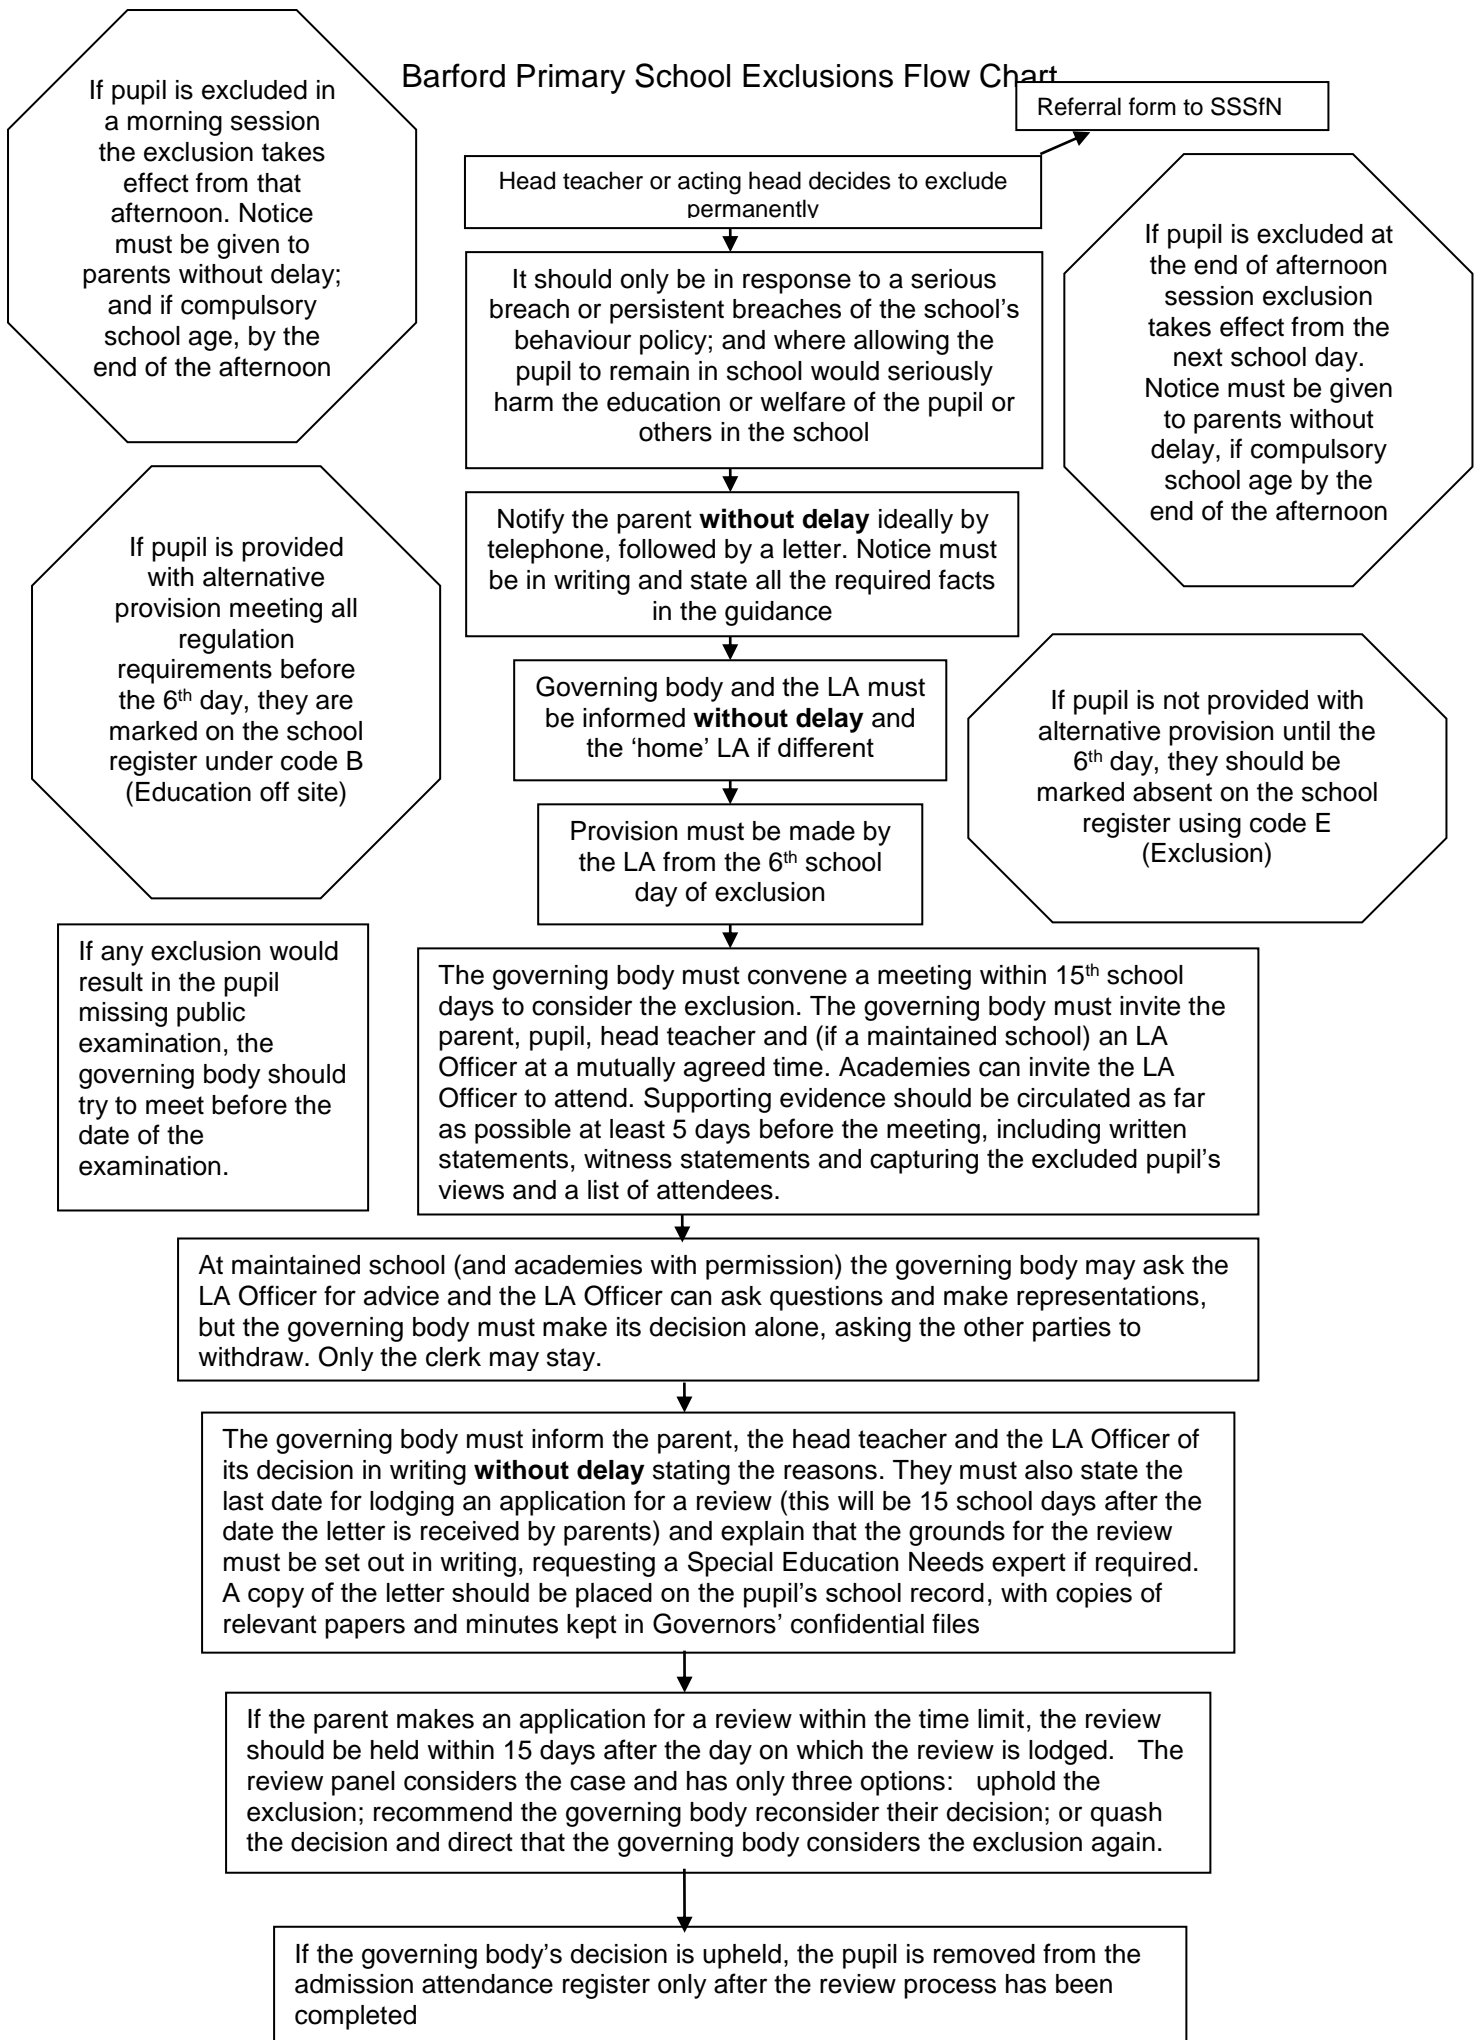 Barford Primary School Exclusions Flow Chart
If pupil is excluded in
a morning session
the exclusion takes
effect from that
afternoon. Notice
must be given to
parents without delay;
and if compulsory
school age, by the
end of the afternoon
Referral form to SSSfN
Head teacher or acting head decides to exclude
permanently
It should only be in response to a serious
breach or persistent breaches of the school’s
behaviour policy; and where allowing the
pupil to remain in school would seriously
harm the education or welfare of the pupil or
others in the school
If pupil is excluded at
the end of afternoon
session exclusion
takes effect from the
next school day.
Notice must be given
to parents without
delay, if compulsory
school age by the
end of the afternoon
Notify the parent without delay ideally by
telephone, followed by a letter. Notice must
be in writing and state all the required facts
in the guidance
If pupil is provided
with alternative
provision meeting all
regulation
requirements before
the 6th day, they are
marked on the school
register under code B
(Education off site)
Governing body and the LA must
be informed without delay and
the ‘home’ LA if different
If pupil is not provided with
alternative provision until the
6th day, they should be
marked absent on the school
register using code E
(Exclusion)
Provision must be made by
the LA from the 6th school
day of exclusion
If any exclusion would
result in the pupil
missing public
examination, the
governing body should
try to meet before the
date of the
examination.
The governing body must convene a meeting within 15th school
days to consider the exclusion. The governing body must invite the
parent, pupil, head teacher and (if a maintained school) an LA
Officer at a mutually agreed time. Academies can invite the LA
Officer to attend. Supporting evidence should be circulated as far
as possible at least 5 days before the meeting, including written
statements, witness statements and capturing the excluded pupil’s
views and a list of attendees.
At maintained school (and academies with permission) the governing body may ask the
LA Officer for advice and the LA Officer can ask questions and make representations,
but the governing body must make its decision alone, asking the other parties to
withdraw. Only the clerk may stay.
The governing body must inform the parent, the head teacher and the LA Officer of
its decision in writing without delay stating the reasons. They must also state the
last date for lodging an application for a review (this will be 15 school days after the
date the letter is received by parents) and explain that the grounds for the review
must be set out in writing, requesting a Special Education Needs expert if required.
A copy of the letter should be placed on the pupil’s school record, with copies of
relevant papers and minutes kept in Governors’ confidential files
If the parent makes an application for a review within the time limit, the review
should be held within 15 days after the day on which the review is lodged. The
review panel considers the case and has only three options: uphold the
exclusion; recommend the governing body reconsider their decision; or quash
the decision and direct that the governing body considers the exclusion again.
If the governing body’s decision is upheld, the pupil is removed from the
admission attendance register only after the review process has been
completed